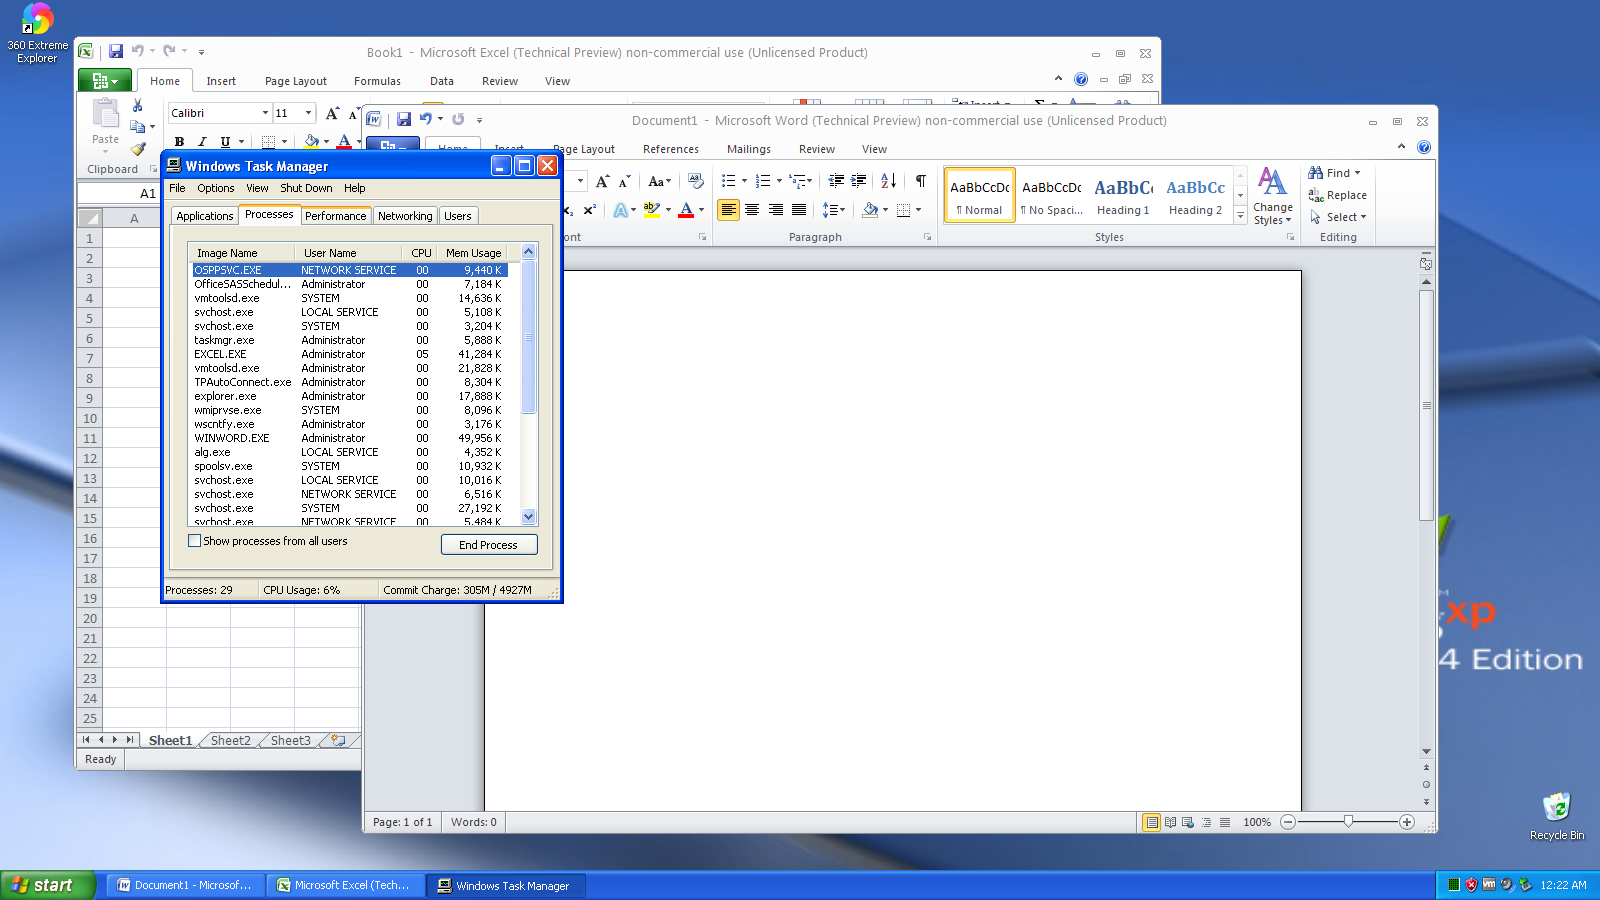 360 Extreme
Explorer
Book1 - Microsoft Excel (Technical Preview) non-commercial use (Unlicensed Product)
Home Insert Page Layout Formulas Data Review View
Calibri 11
Paste
B I U
Clipboard
A1
A
1
2
3
4
5
6
7
8
9
10
11
12
13
14
15
16
17
18
19
20
21
22
23
24
25
Sheet1 Sheet2 Sheet3
Ready
Document1 - Microsoft Word (Technical Preview) non-commercial use (Unlicensed Product)
Home Insert Page Layout References Mailings Review View
AaBbCcDc AaBbCcDc AaBbC AaBbCc
¶ Normal ¶ No Spaci... Heading 1 Heading 2
Change
Styles
Find
Replace
Select
ont Paragraph Styles Editing
Page: 1 of 1 Words: 0 100%
Windows Task Manager
File Options View Shut Down Help
Applications Processes Performance Networking Users
Image Name User Name CPU Mem Usage
OSPPSVC.EXE NETWORK SERVICE 00 9,440 K
OfficeSASSchedul... Administrator 00 7,184 K
vmtoolsd.exe SYSTEM 00 14,636 K
svchost.exe LOCAL SERVICE 00 5,108 K
svchost.exe SYSTEM 00 3,204 K
taskmgr.exe Administrator 00 5,888 K
EXCEL.EXE Administrator 05 41,284 K
vmtoolsd.exe Administrator 00 21,828 K
TPAutoConnect.exe Administrator 00 8,304 K
explorer.exe Administrator 00 17,888 K
wmiprvse.exe SYSTEM 00 8,096 K
wscntfy.exe Administrator 00 3,176 K
WINWORD.EXE Administrator 00 49,956 K
alg.exe LOCAL SERVICE 00 4,352 K
spoolsv.exe SYSTEM 00 10,932 K
svchost.exe LOCAL SERVICE 00 10,016 K
svchost.exe NETWORK SERVICE 00 6,516 K
svchost.exe SYSTEM 00 27,192 K
svchost.exe NETWORK SERVICE 00 5,484 K
Show processes from all users
End Process
Processes: 29 CPU Usage: 6% Commit Charge: 305M / 4927M
xp
4 Edition
Recycle Bin
start
Document1 - Microsof...
Microsoft Excel (Tech...
Windows Task Manager
12:22 AM